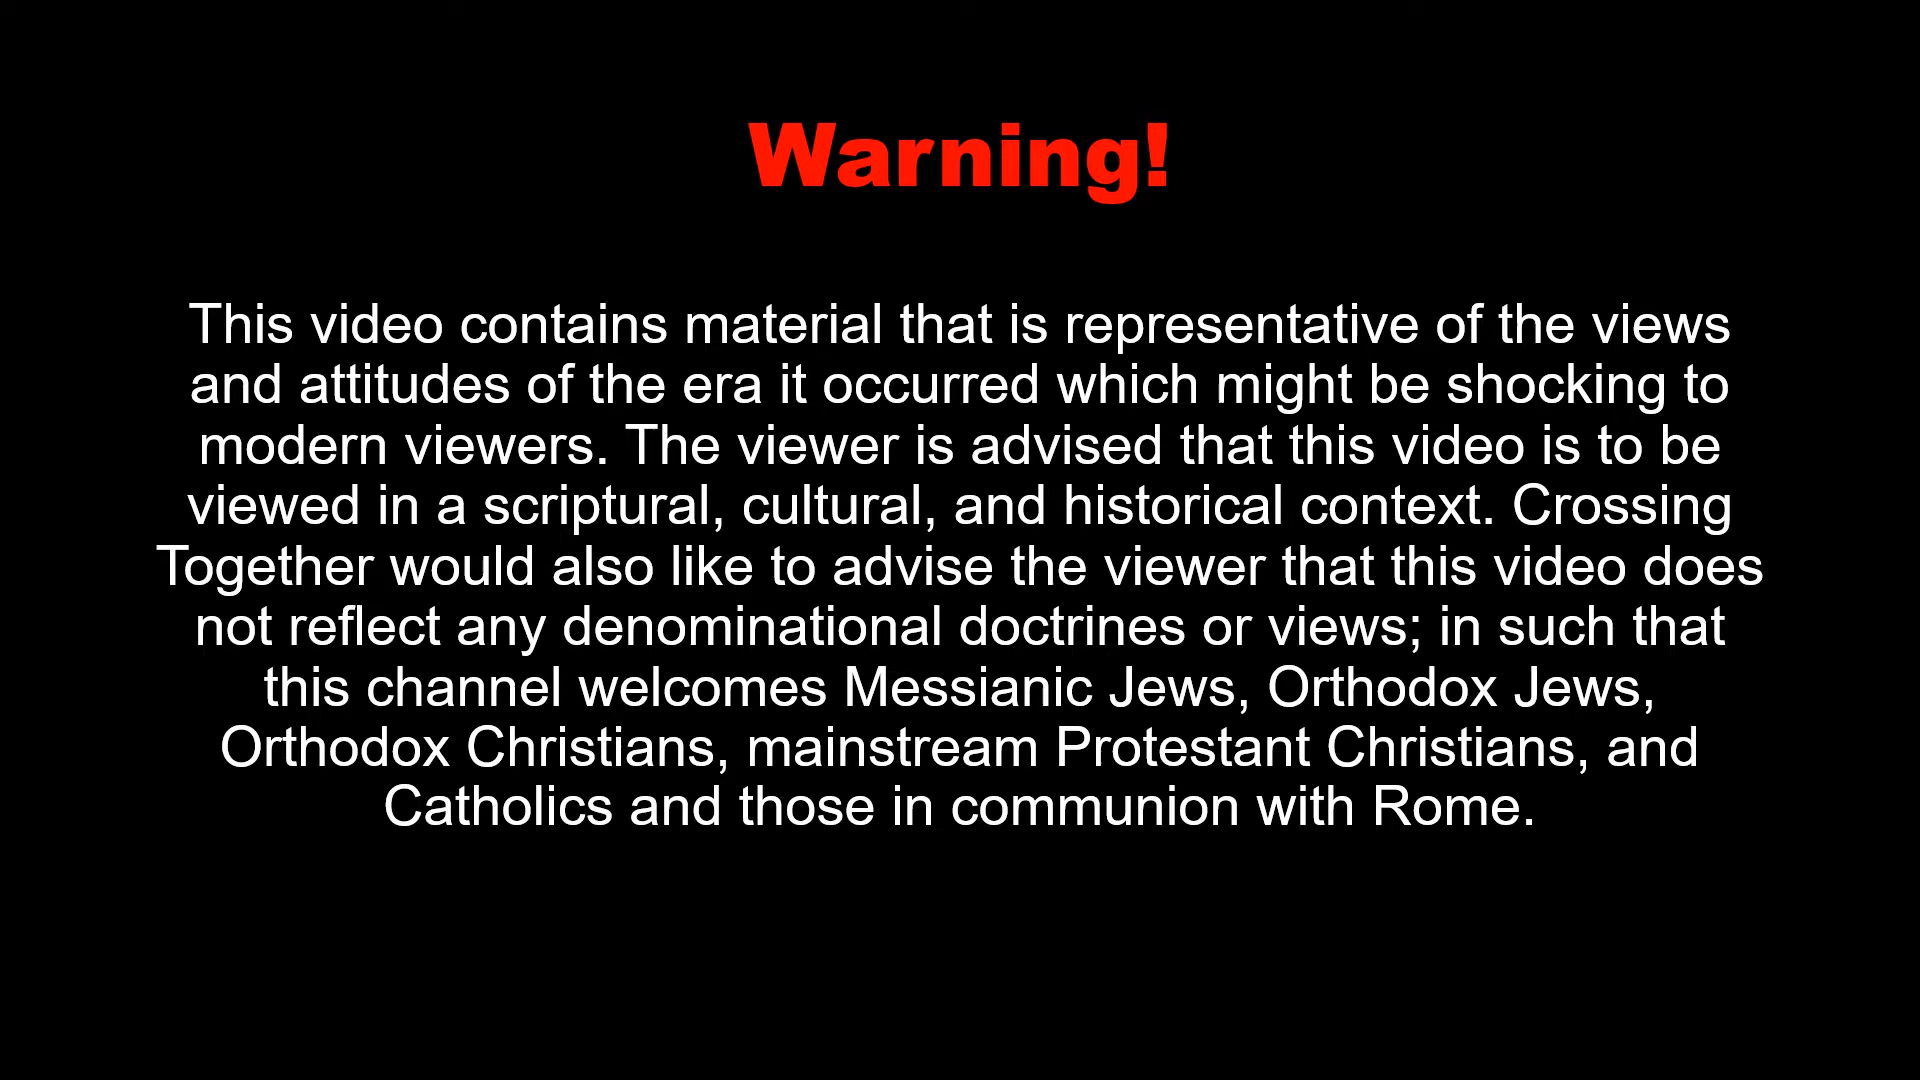 Warning!
This video contains material that is representative of the views
and attitudes of the era it occurred which might be shocking to
modern viewers. The viewer is advised that this video is to be
viewed in a scriptural, cultural, and historical context. Crossing
Together would also like to advise the viewer that this video does
not reflect any denominational doctrines or views; in such that
this channel welcomes Messianic Jews, Orthodox Jews,
Orthodox Christians, mainstream Protestant Christians, and
Catholics and those in communion with Rome.